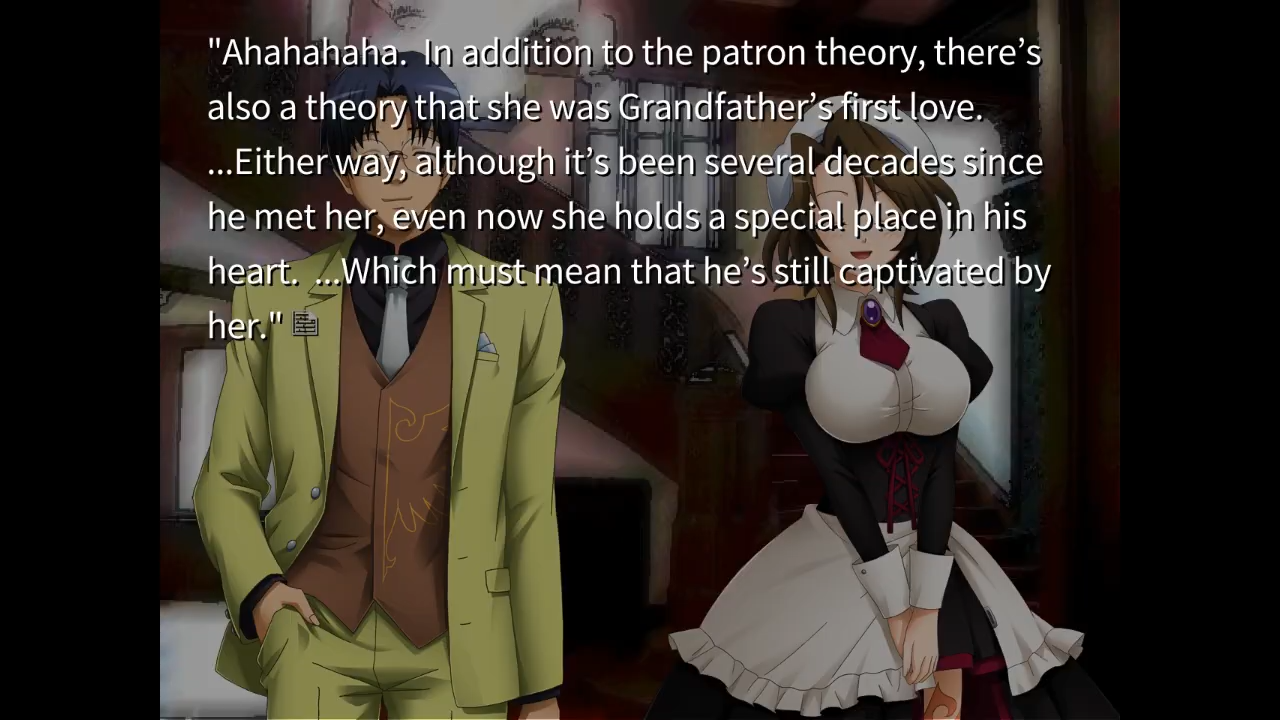 "Ahahahaha.  In addition to the patron theory, there’s
also a theory that she was Grandfather’s first love.
...Either way, although it’s been several decades since
he met her, even now she holds a special place in his
heart.  ...Which must mean that he’s still captivated by
her."